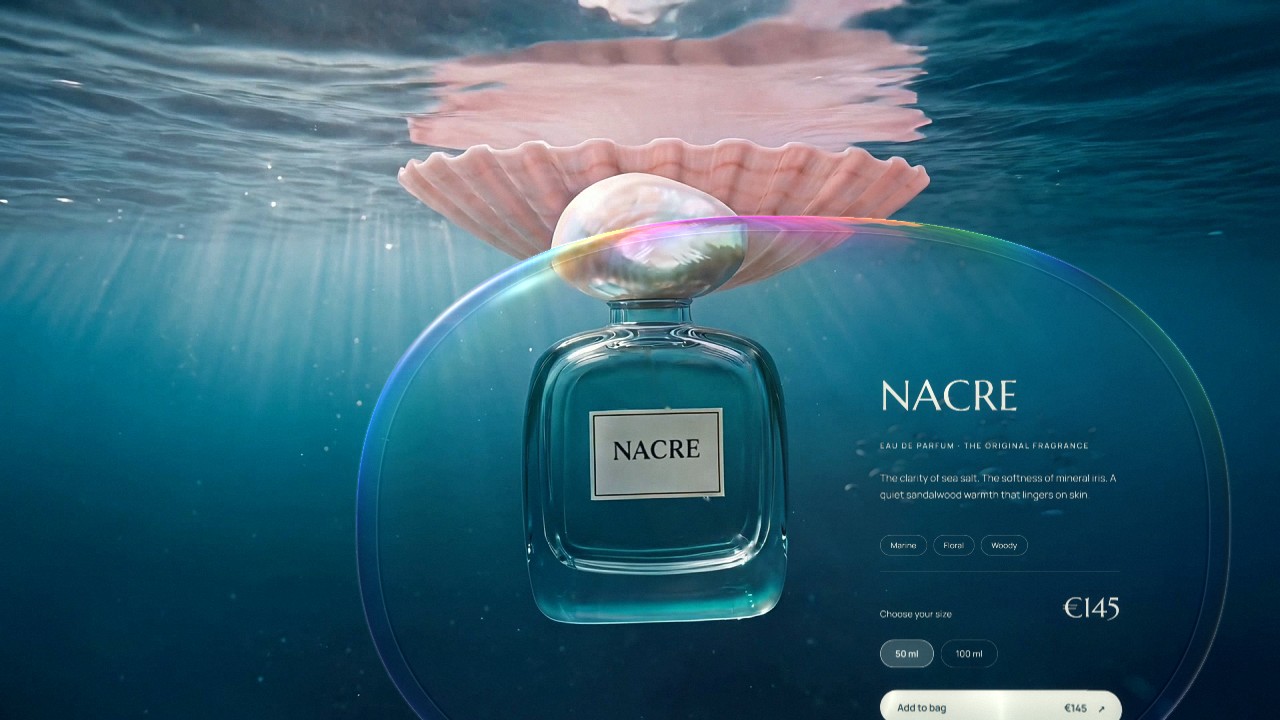 NACRE
NACRE
EAU DE PARFUM · THE ORIGINAL FRAGRANCE
The clarity of sea salt. The softness of mineral iris. A
quiet sandalwood warmth that lingers on skin.
Marine Floral Woody
Choose your size €145
50 ml 100 ml
Add to bag €145 ↗